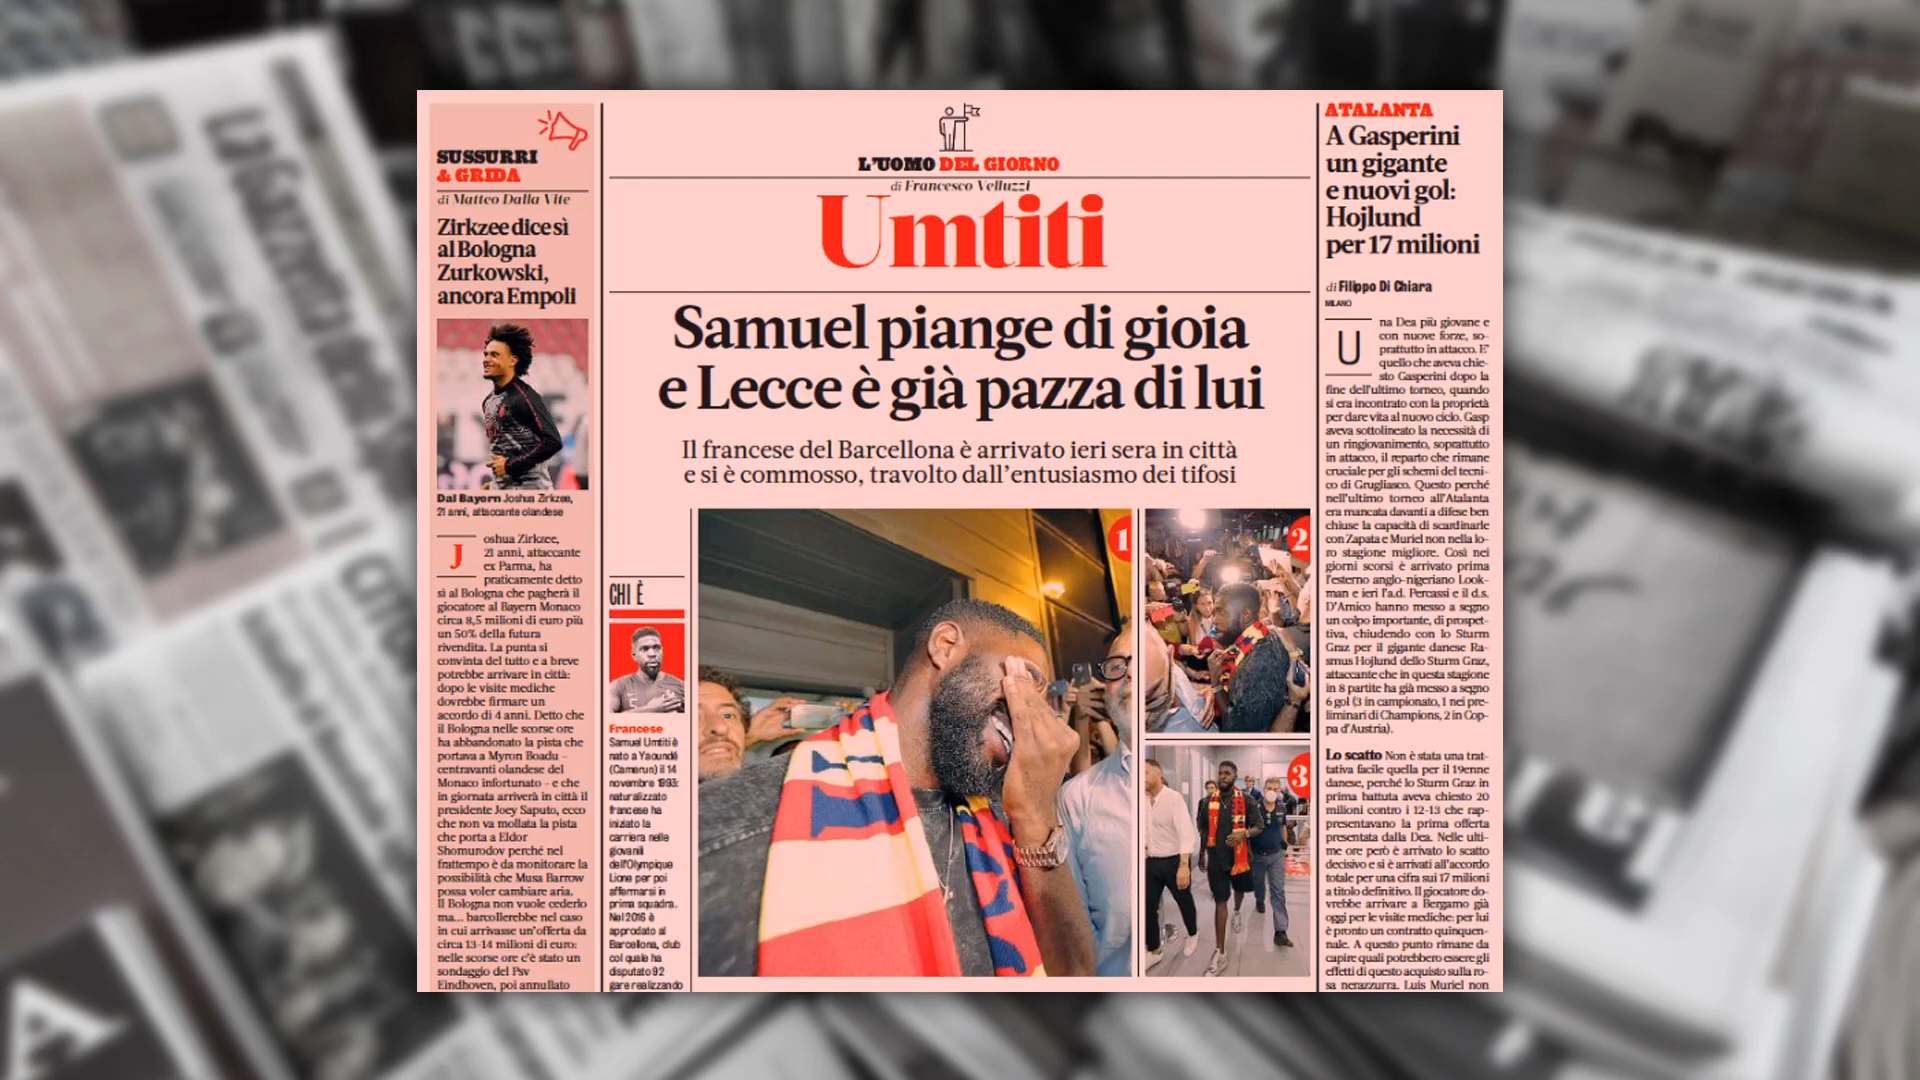 SUSSURRI
& GRIDA
di Matteo Dalla Vite
Zirkzee dice sì
al Bologna
Zurkowski,
ancora Empoli
Dal Bayern Joshua Zirkzee,
21 anni, attaccante olandese
Joshua Zirkzee,
21 anni, attaccante
ex Parma, ha
praticamente detto
sì al Bologna che pagherà il
giocatore al Bayern Monaco
circa 8,5 milioni di euro più
un 50% della futura
rivendita. La punta si
convinta del tutto e a breve
potrebbe arrivare in città:
dopo le visite mediche
dovrebbe firmare un
accordo di 4 anni. Detto che
il Bologna nelle scorse ore
ha abbandonato la pista che
portava a Myron Boadu –
centravanti olandese del
Monaco infortunato – e che
in giornata arriverà in città il
presidente Joey Saputo, ecco
che non va mollata la pista
che porta a Eldor
Shomurodov perché nel
frattempo è da monitorare la
possibilità che Musa Barrow
possa voler cambiare aria.
Il Bologna non vuole cederlo
ma... barcollerebbe nel caso
in cui arrivasse un'offerta da
circa 13-14 milioni di euro:
nelle scorse ore c'è stato un
sondaggio del Psv
Eindhoven, poi annullato
L'UOMO DEL GIORNO
di Francesco Velluzzi
Umtiti
Samuel piange di gioia
e Lecce è già pazza di lui
Il francese del Barcellona è arrivato ieri sera in città
e si è commosso, travolto dall'entusiasmo dei tifosi
CHI È
Francese
Samuel Umtiti è
nato a Yaoundé
(Camerun) il 14
novembre 1993:
naturalizzato
francese ha
iniziato la
carriera nelle
giovanili
dell'Olympique
Lione per poi
affermarsi in
prima squadra.
Nel 2016 è
approdato al
Barcellona, club
col quale ha
disputato 92
gare realizzando
1
2
3
ATALANTA
A Gasperini
un gigante
e nuovi gol:
Hojlund
per 17 milioni
di Filippo Di Chiara
MILANO
Una Dea più giovane e
con nuove forze, so-
prattutto in attacco. E'
quello che aveva chie-
sto Gasperini dopo la
fine dell'ultimo torneo, quando
si era incontrato con la proprietà
per dare vita al nuovo ciclo. Gasp
aveva sottolineato la necessità di
un ringiovanimento, soprattutto
in attacco, il reparto che rimane
cruciale per gli schemi del tecni-
co di Grugliasco. Questo perché
nell'ultimo torneo all'Atalanta
era mancata davanti a difese ben
chiuse la capacità di scardinarle
con Zapata e Muriel non nella lo-
ro stagione migliore. Così nei
giorni scorsi è arrivato prima
l'esterno anglo-nigeriano Look-
man e ieri l'a.d. Percassi e il d.s.
D'Amico hanno messo a segno
un colpo importante, di prospet-
tiva, chiudendo con lo Sturm
Graz per il gigante danese Ra-
smus Hojlund dello Sturm Graz,
attaccante che in questa stagione
in 8 partite ha già messo a segno
6 gol (3 in campionato, 1 nei pre-
liminari di Champions, 2 in Cop-
pa d'Austria).
Lo scatto Non è stata una trat-
tativa facile quella per il 19enne
danese, perché lo Sturm Graz in
prima battuta aveva chiesto 20
milioni contro i 12-13 che rap-
presentavano la prima offerta
presentata dalla Dea. Nelle ulti-
me ore però è arrivato lo scatto
decisivo e si è arrivati all'accordo
totale per una cifra sui 17 milioni
a titolo definitivo. Il giocatore do-
vrebbe arrivare a Bergamo già
oggi per le visite mediche: per lui
è pronto un contratto quinquen-
nale. A questo punto rimane da
capire quali potrebbero essere gli
effetti di questo acquisto sulla ro-
sa nerazzurra. Luis Muriel non